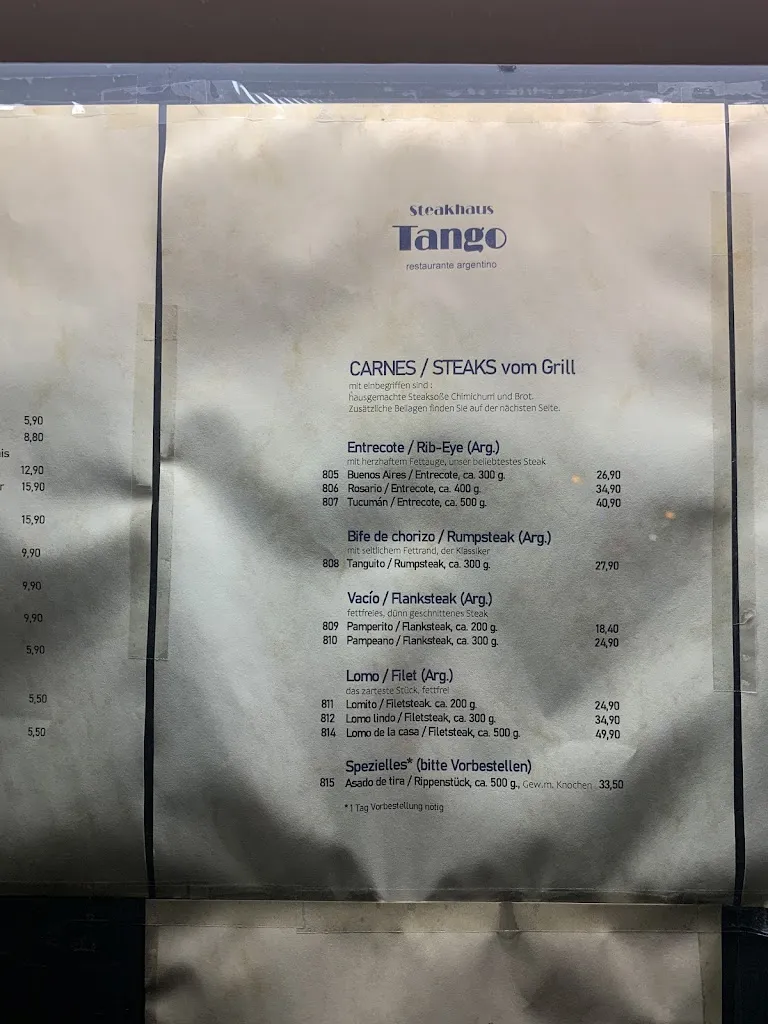 5,90
8,80
is
12,90
r 15,90
15,90
9,90
9,90
9,90
5,90
5,50
5,50
Steakhaus
Tango
restaurante argentino
CARNES / STEAKS vom Grill
mit einbegriffen sind :
hausgemachte Steaksoße Chimichurri und Brot.
Zusätzliche Beilagen finden Sie auf der nächsten Seite.
Entrecote / Rib-Eye (Arg.)
mit herzhaftem Fettauge, unser beliebtestes Steak
805 Buenos Aires / Entrecote, ca. 300 g. 26,90
806 Rosario / Entrecote, ca. 400 g. 34,90
807 Tucumán / Entrecote, ca. 500 g. 40,90
Bife de chorizo / Rumpsteak (Arg.)
mit seitlichem Fettrand, der Klassiker
808 Tanguito / Rumpsteak, ca. 300 g. 27,90
Vacío / Flanksteak (Arg.)
fettfreies, dünn geschnittenes Steak
809 Pamperito / Flanksteak, ca. 200 g. 18,40
810 Pampeano / Flanksteak, ca. 300 g. 24,90
Lomo / Filet (Arg.)
das zarteste Stück, fettfrei
811 Lomito / Filetsteak, ca. 200 g. 24,90
812 Lomo lindo / Filetsteak, ca. 300 g. 34,90
814 Lomo de la casa / Filetsteak, ca. 500 g. 49,90
Spezielles* (bitte Vorbestellen)
815 Asado de tira / Rippenstück, ca. 500 g., Gew.m. Knochen 33,50
*1 Tag Vorbestellung nötig